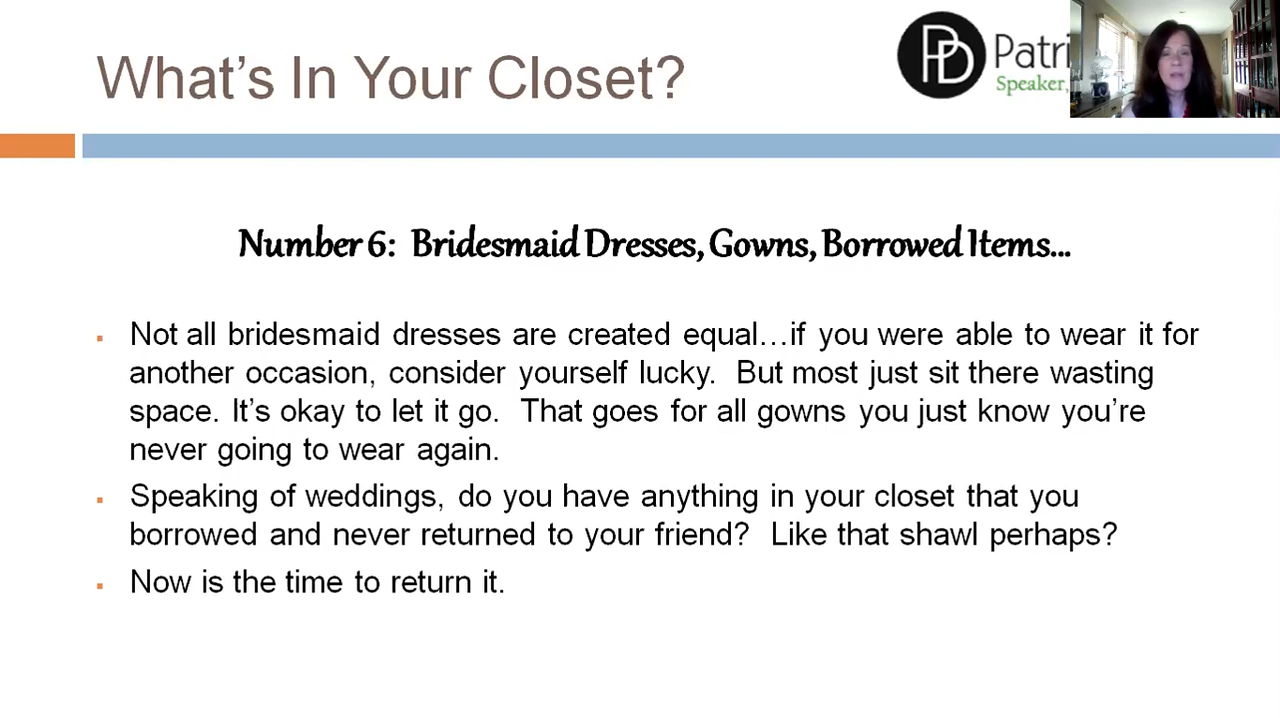 What's In Your Closet?
PD
Patri
Speaker,
Number 6: Bridesmaid Dresses, Gowns, Borrowed Items...
▪ Not all bridesmaid dresses are created equal…if you were able to wear it for
another occasion, consider yourself lucky. But most just sit there wasting
space. It's okay to let it go. That goes for all gowns you just know you're
never going to wear again.
▪ Speaking of weddings, do you have anything in your closet that you
borrowed and never returned to your friend? Like that shawl perhaps?
▪ Now is the time to return it.